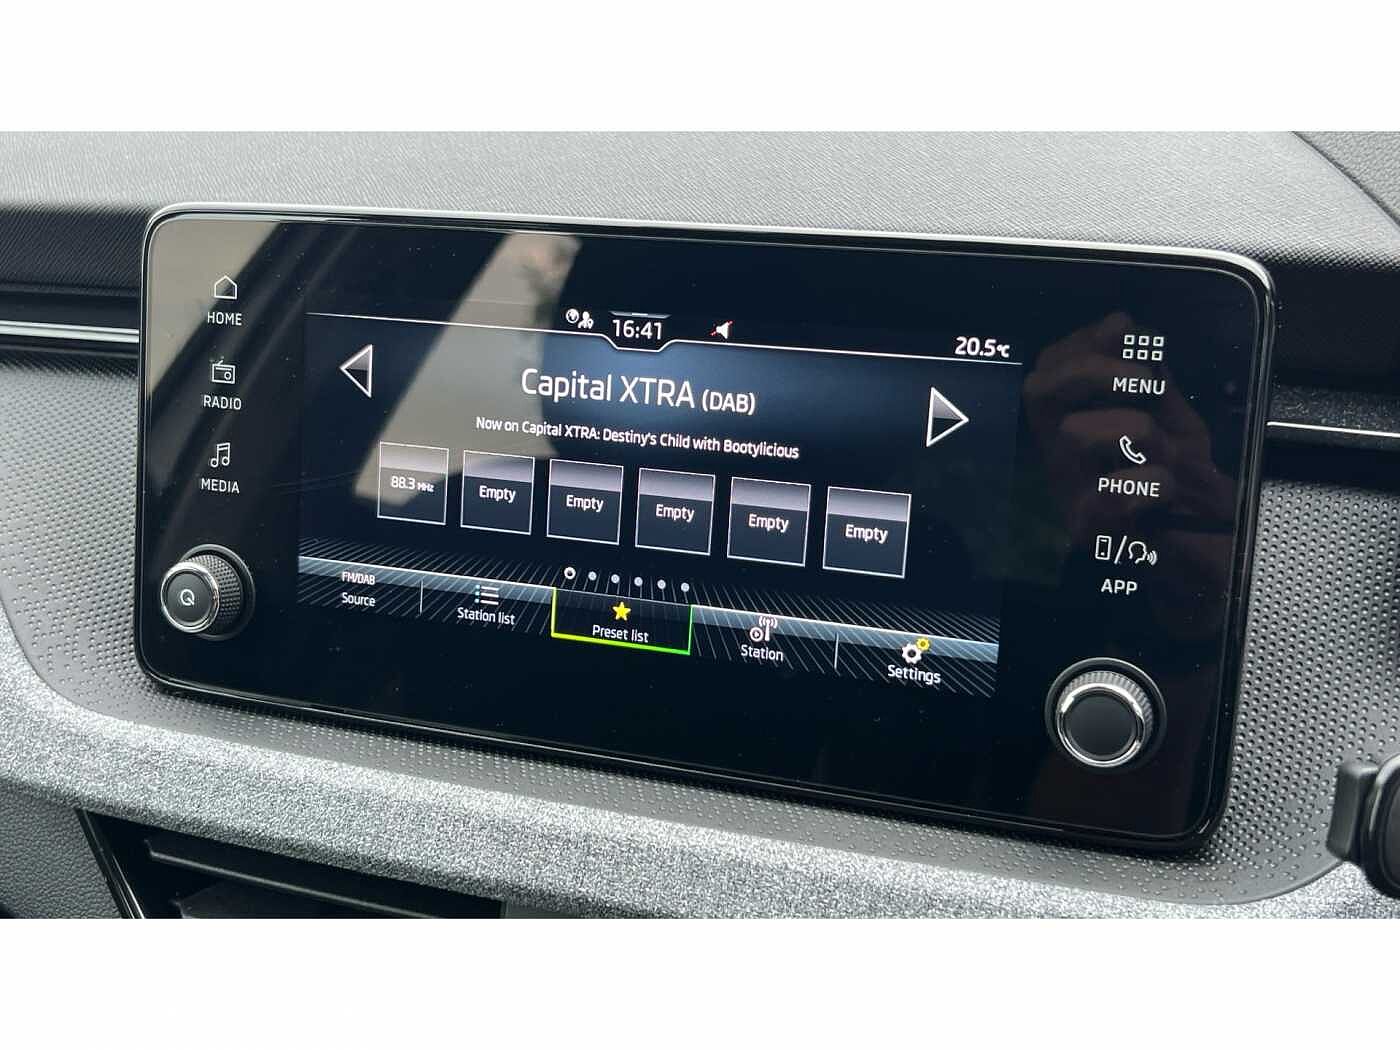 HOME
RADIO
MEDIA
16:41
20.5°C
Capital XTRA (DAB)
Now on Capital XTRA: Destiny's Child with Bootylicious
88.3 MHz
Empty
Empty
Empty
Empty
Empty
FM/DAB
Source
Station list
Preset list
Station
Settings
MENU
PHONE
APP